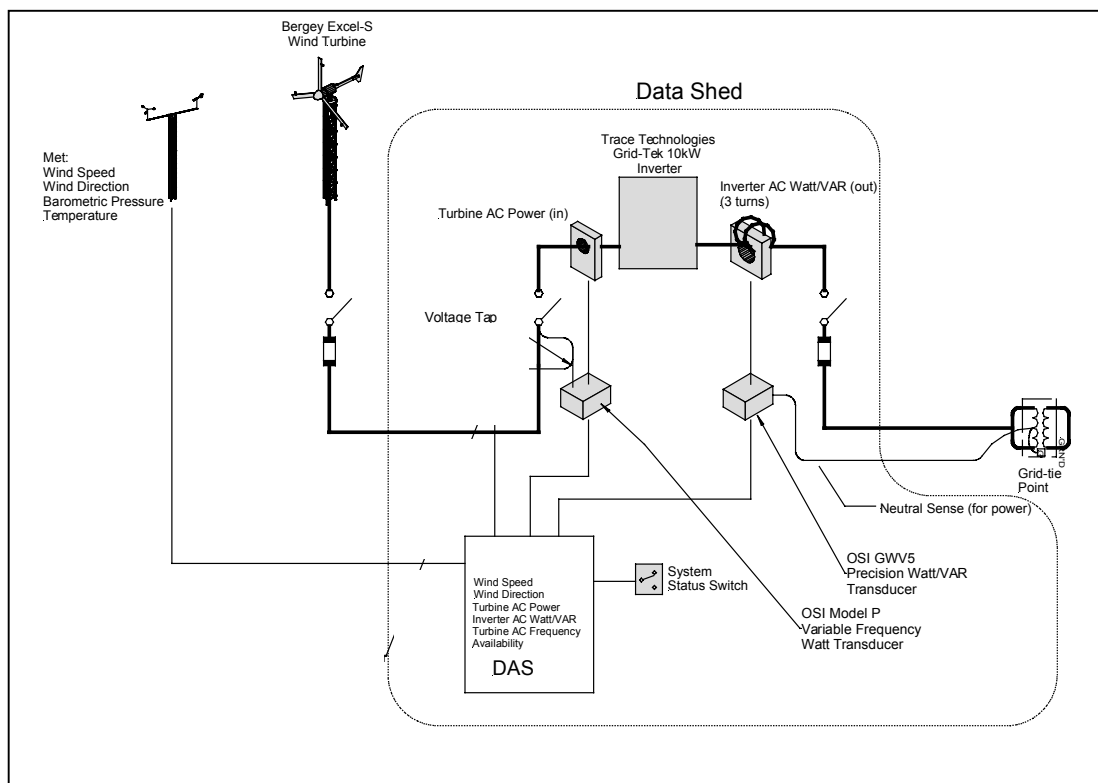 Bergey Excel-S
Wind Turbine
Data Shed
Met:
Wind Speed
Wind Direction
Barometric Pressure
Temperature
Trace Technologies
Grid-Tek 10kW
Inverter
Turbine AC Power (in)
Inverter AC Watt/VAR (out)
(3 turns)
Voltage Tap
Grid-tie
Point
Neutral Sense (for power)
OSI GWV5
Precision Watt/VAR
Transducer
System
Status Switch
OSI Model P
Variable Frequency
Watt Transducer
Wind Speed
Wind Direction
Turbine AC Power
Inverter AC Watt/VAR
Turbine AC Frequency
Availability
DAS